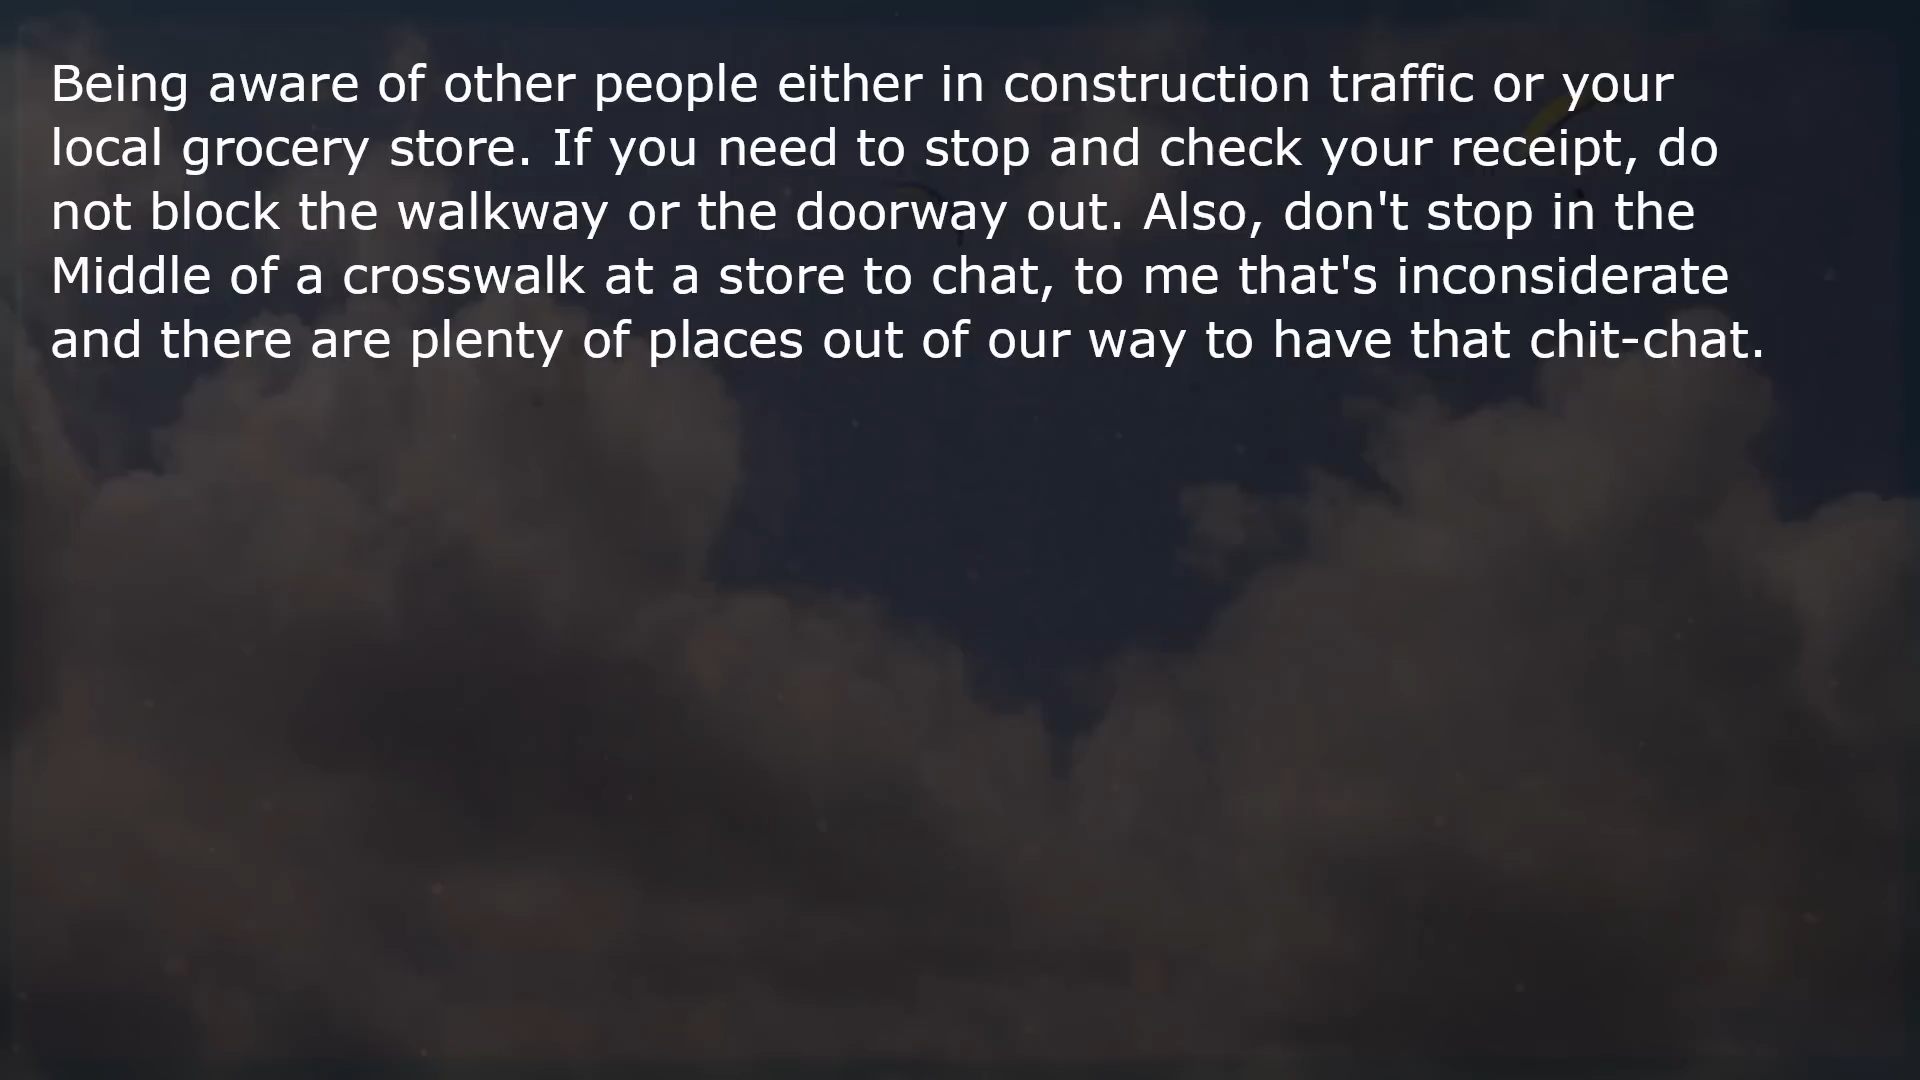 Being aware of other people either in construction traffic or your
local grocery store. If you need to stop and check your receipt, do
not block the walkway or the doorway out. Also, don't stop in the
Middle of a crosswalk at a store to chat, to me that's inconsiderate
and there are plenty of places out of our way to have that chit-chat.